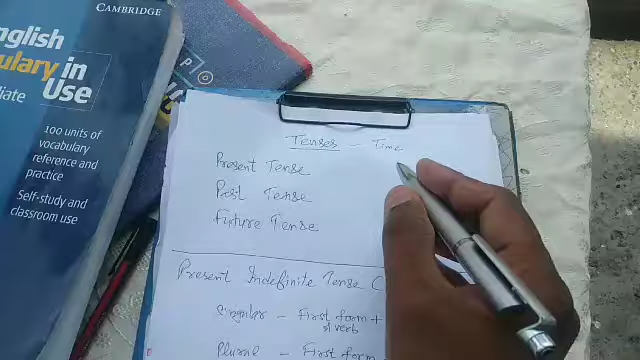 CAMBRIDGE
nglish
ulary in
Use
diate
100 units of
vocabulary
reference and
practice
Self-study and
classroom use
Tenses - Time
Present Tense
Past Tense
Future Tense
Present Indefinite Tense (
Singular - First form +
of verb
Plural - First form